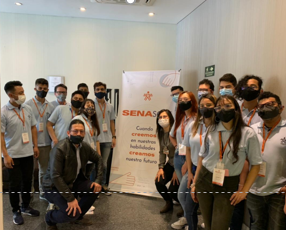 SENA
Cuando
creemos
en nuestras
habilidades
creamos
nuestro futuro